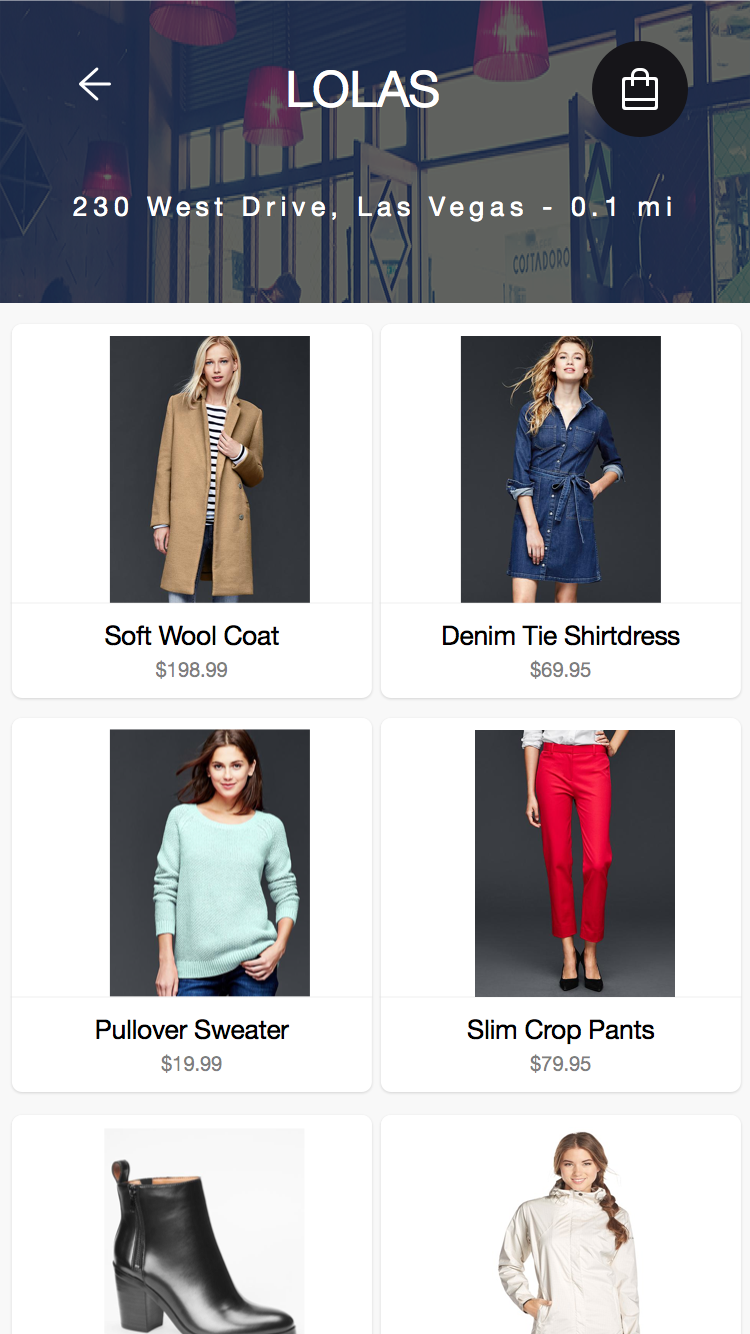 LOLAS
230 West Drive, Las Vegas - 0.1 mi
COSTADORO
Soft Wool Coat
$198.99
Denim Tie Shirtdress
$69.95
Pullover Sweater
$19.99
Slim Crop Pants
$79.95